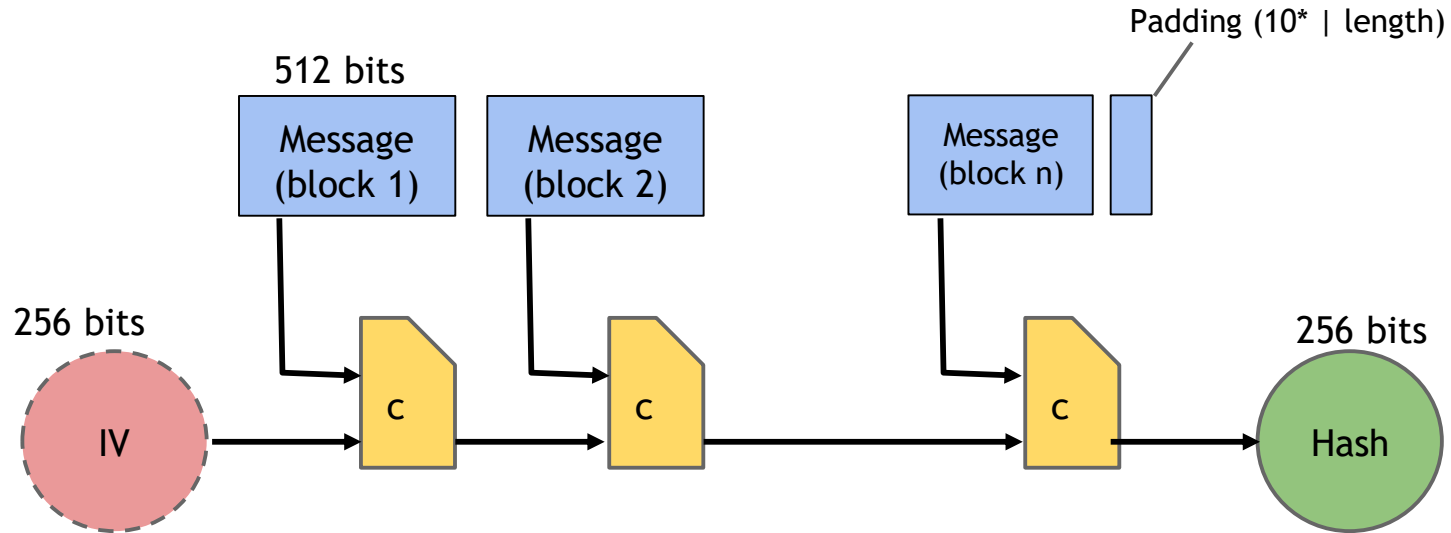 Padding (10* | length)
512 bits
Message
(block 1)
Message
(block 2)
Message
(block n)
256 bits
IV
c
c
c
256 bits
Hash